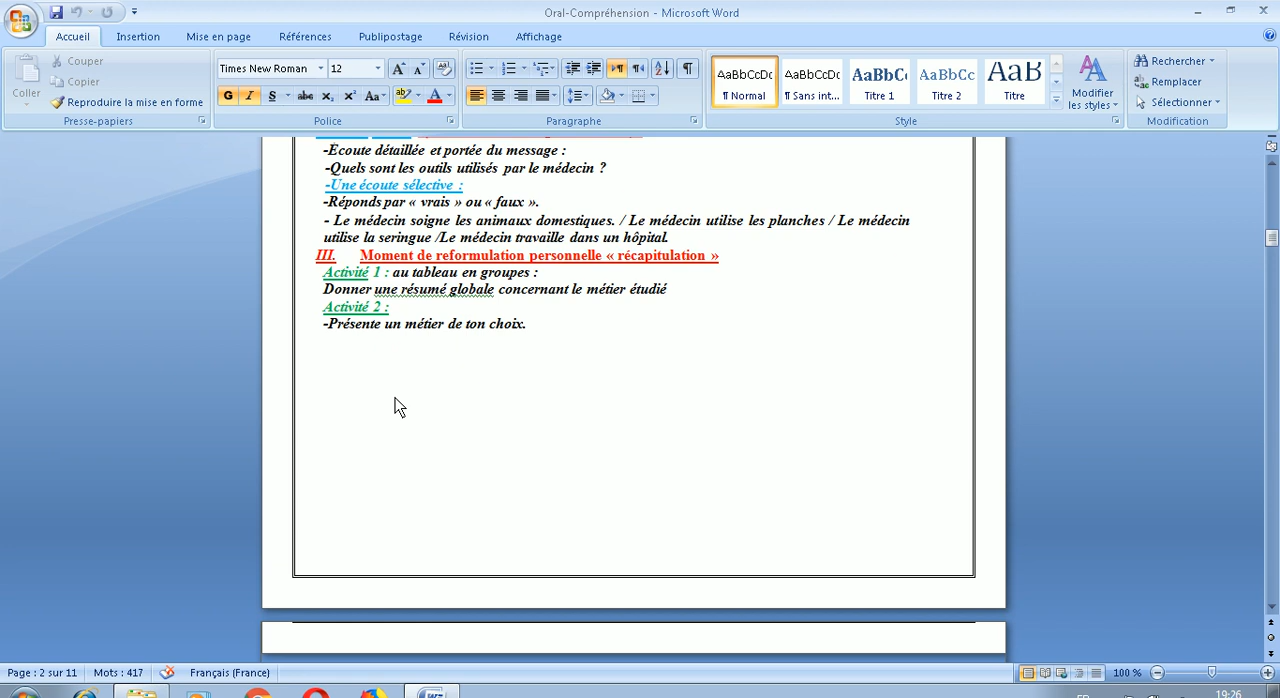 Oral-Compréhension - Microsoft Word
Accueil Insertion Mise en page Références Publipostage Révision Affichage
Coller
Couper
Copier
Reproduire la mise en forme
Presse-papiers
Times New Roman 12
G I S abc x₂ x² Aa
Police
Paragraphe
AaBbCcDc AaBbCcDc AaBbC AaBbCc AaB
¶ Normal ¶ Sans int... Titre 1 Titre 2 Titre
Style
Modifier
les styles
Rechercher
Remplacer
Sélectionner
Modification
-Écoute détaillée et portée du message :
-Quels sont les outils utilisés par le médecin ?
-Une écoute sélective :
-Réponds par « vrais » ou « faux ».
- Le médecin soigne les animaux domestiques. / Le médecin utilise les planches / Le médecin
utilise la seringue /Le médecin travaille dans un hôpital.
III. Moment de reformulation personnelle « récapitulation »
Activité 1 : au tableau en groupes :
Donner une résumé globale concernant le métier étudié
Activité 2 :
-Présente un métier de ton choix.
Page : 2 sur 11 Mots : 417 Français (France) 100 %
19:26